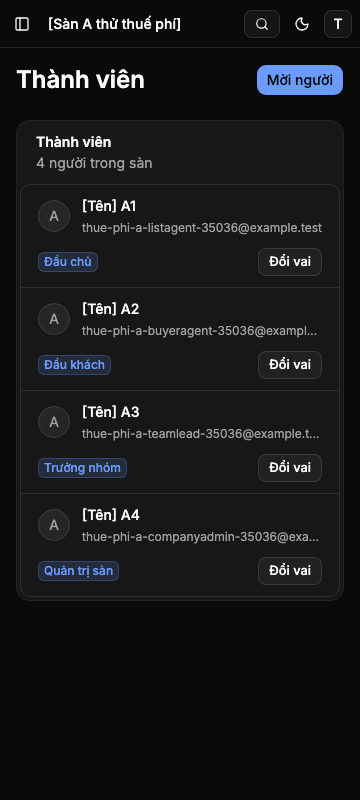 [Sàn A thử thuế phí]
T
Thành viên
Mời người
Thành viên
4 người trong sàn
A
[Tên] A1
thue-phi-a-listagent-35036@example.test
Đầu chủ
Đổi vai
A
[Tên] A2
thue-phi-a-buyeragent-35036@exampl...
Đầu khách
Đổi vai
A
[Tên] A3
thue-phi-a-teamlead-35036@example.t...
Trưởng nhóm
Đổi vai
A
[Tên] A4
thue-phi-a-companyadmin-35036@exa...
Quản trị sàn
Đổi vai